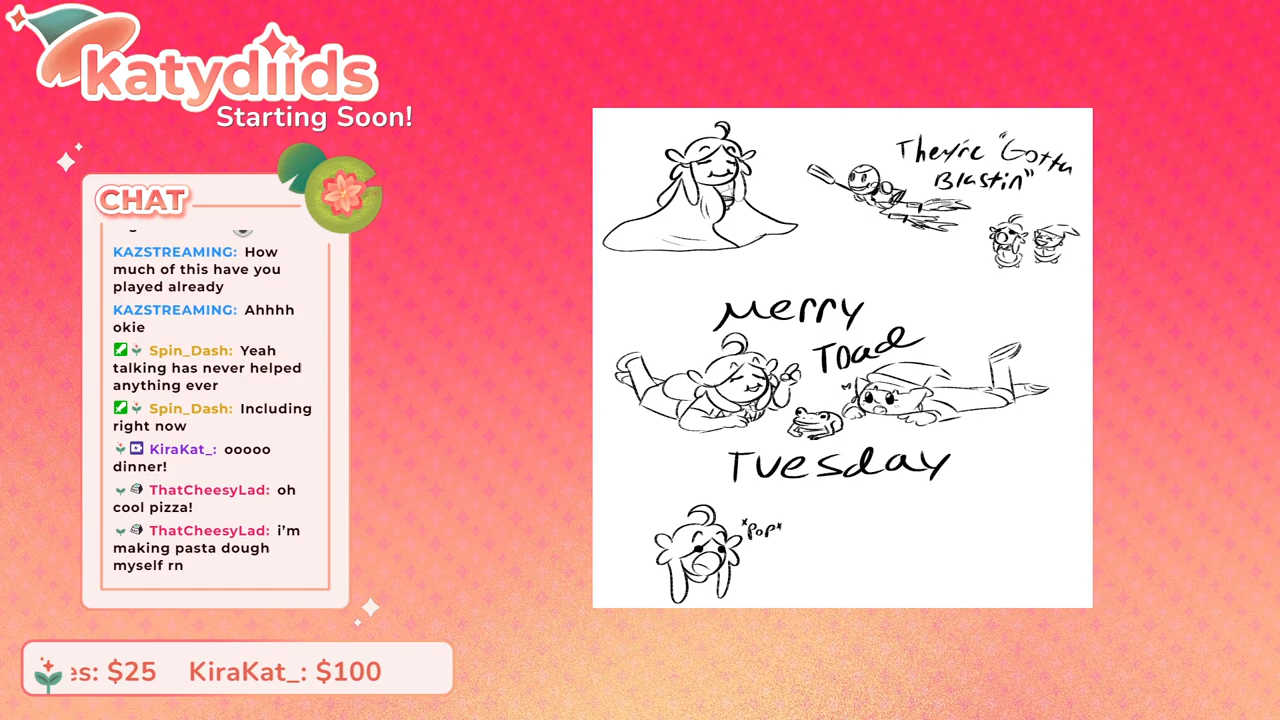 Katydiids
Starting Soon!
CHAT
KAZSTREAMING: How
much of this have you
played already
KAZSTREAMING: Ahhhh
okie
Spin_Dash: Yeah
talking has never helped
anything ever
Spin_Dash: Including
right now
KiraKat_: ooooo
dinner!
ThatCheesyLad: oh
cool pizza!
ThatCheesyLad: i'm
making pasta dough
myself rn
es: $25 KiraKat_: $100
They're "Gotta
Blastin"
Merry
Toad
Tuesday
*Pop*